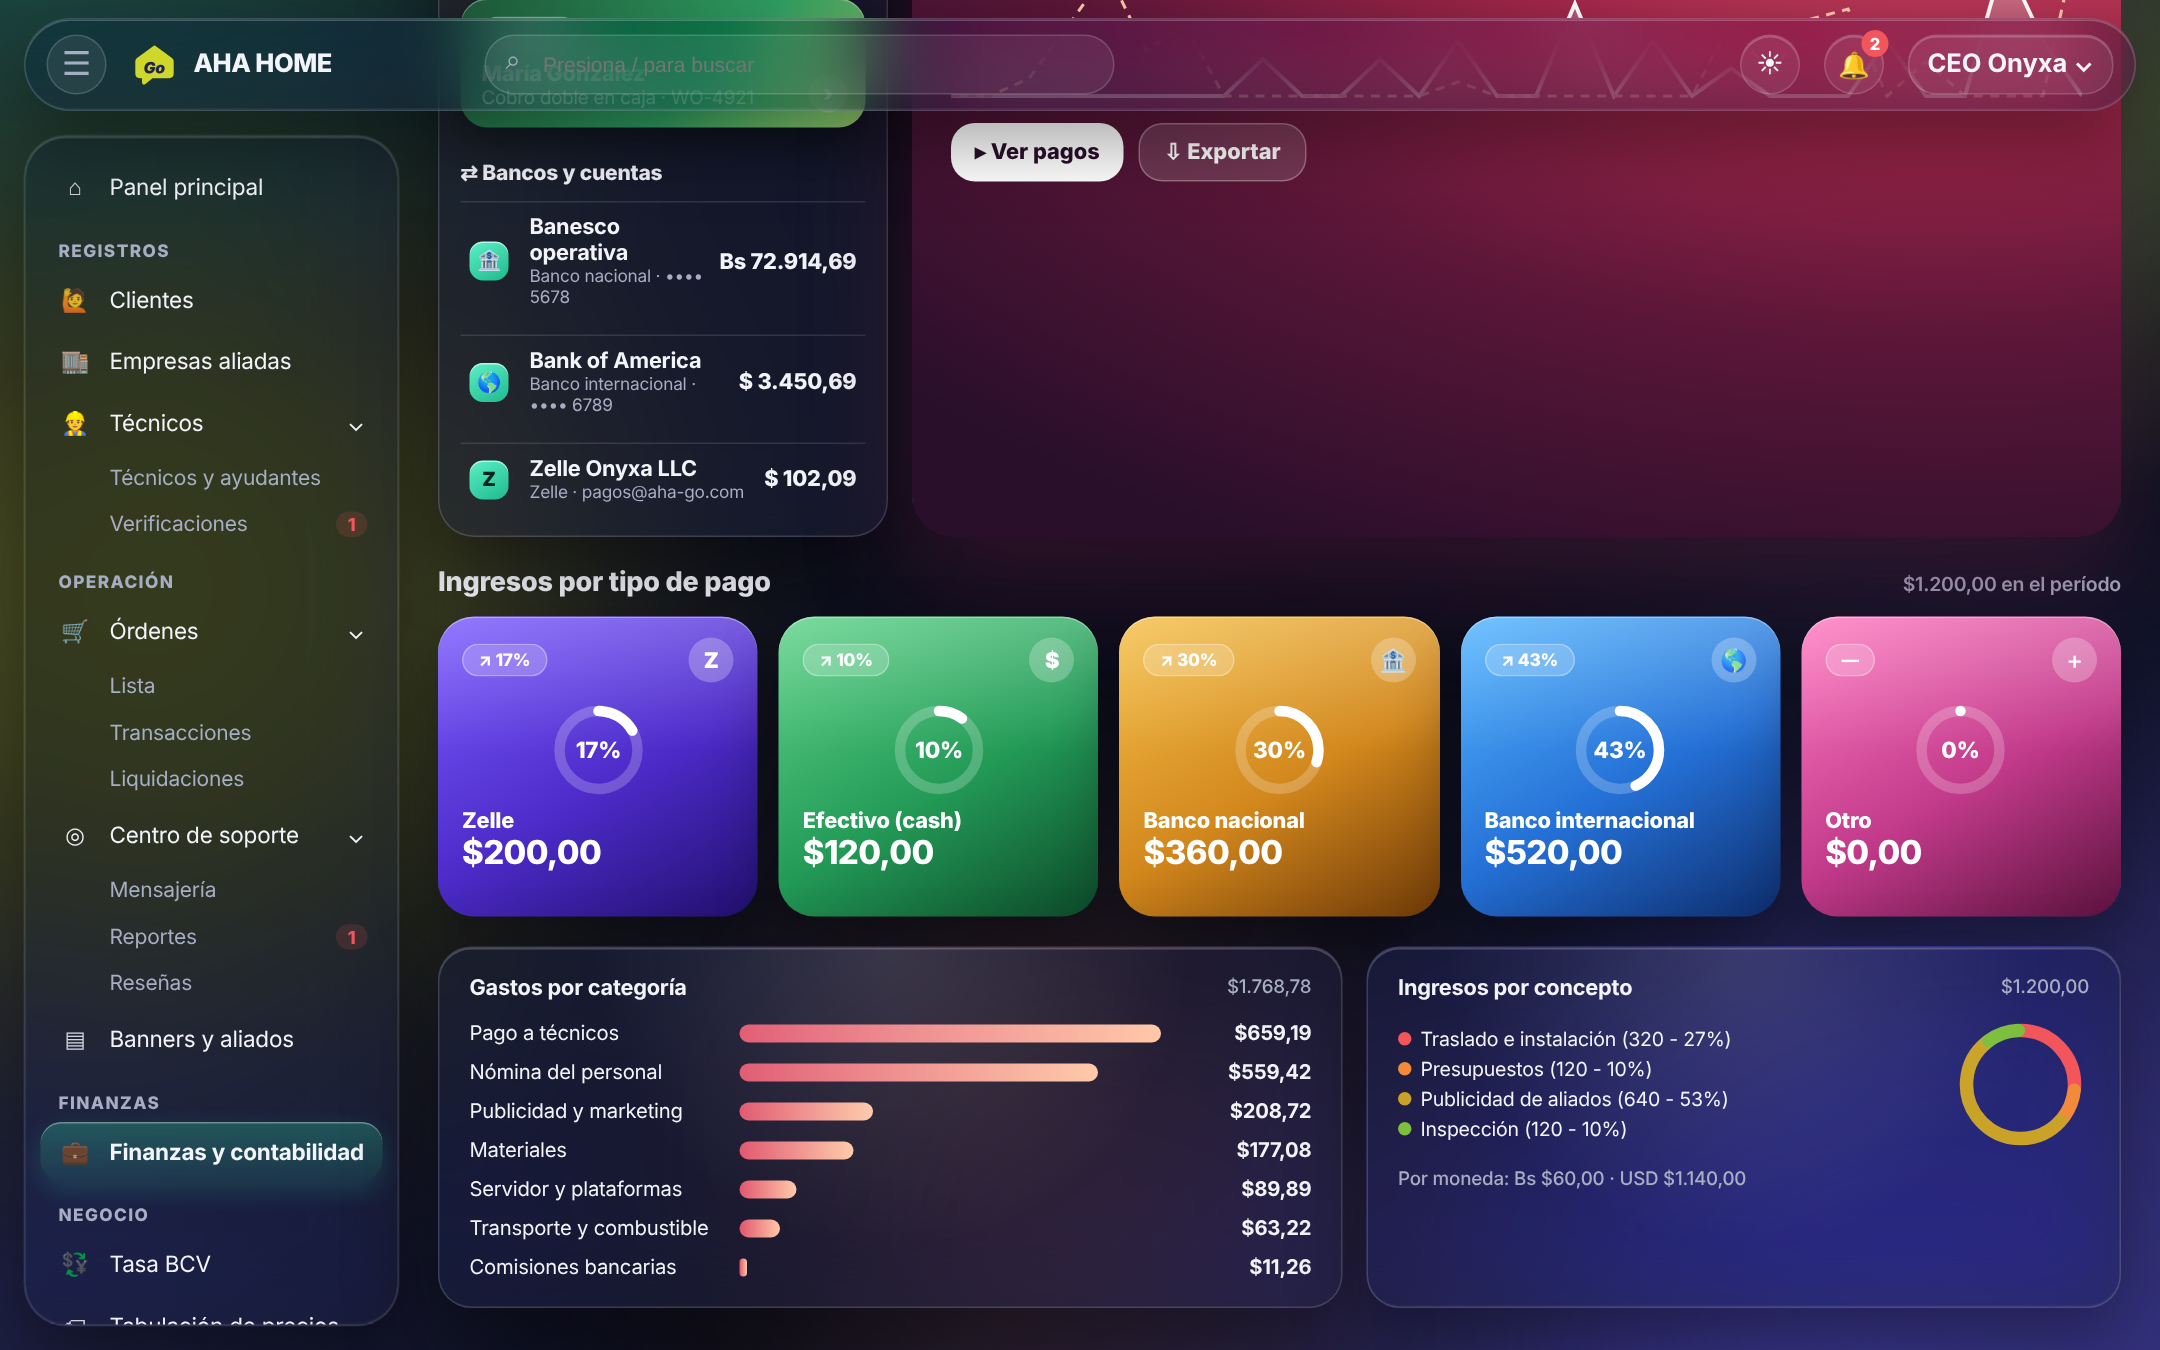 AHA HOME
Go
Presiona / para buscar
2
CEO Onyxa
María González
Cobro doble en caja · WO-4921
Panel principal
REGISTROS
Clientes
Empresas aliadas
Técnicos
Técnicos y ayudantes
Verificaciones 1
OPERACIÓN
Órdenes
Lista
Transacciones
Liquidaciones
Centro de soporte
Mensajería
Reportes 1
Reseñas
Banners y aliados
FINANZAS
Finanzas y contabilidad
NEGOCIO
Tasa BCV
Tabulación de precios
⇄ Bancos y cuentas
Banesco
operativa
Banco nacional · ••••
5678
Bs 72.914,69
Bank of America
Banco internacional ·
•••• 6789
$ 3.450,69
Z
Zelle Onyxa LLC
Zelle · pagos@aha-go.com
$ 102,09
▸ Ver pagos
⇩ Exportar
Ingresos por tipo de pago
$1.200,00 en el período
↗ 17%
Z
17%
Zelle
$200,00
↗ 10%
$
10%
Efectivo (cash)
$120,00
↗ 30%
30%
Banco nacional
$360,00
↗ 43%
43%
Banco internacional
$520,00
—
+
0%
Otro
$0,00
Gastos por categoría $1.768,78
Pago a técnicos $659,19
Nómina del personal $559,42
Publicidad y marketing $208,72
Materiales $177,08
Servidor y plataformas $89,89
Transporte y combustible $63,22
Comisiones bancarias $11,26
Ingresos por concepto $1.200,00
Traslado e instalación (320 - 27%)
Presupuestos (120 - 10%)
Publicidad de aliados (640 - 53%)
Inspección (120 - 10%)
Por moneda: Bs $60,00 · USD $1.140,00